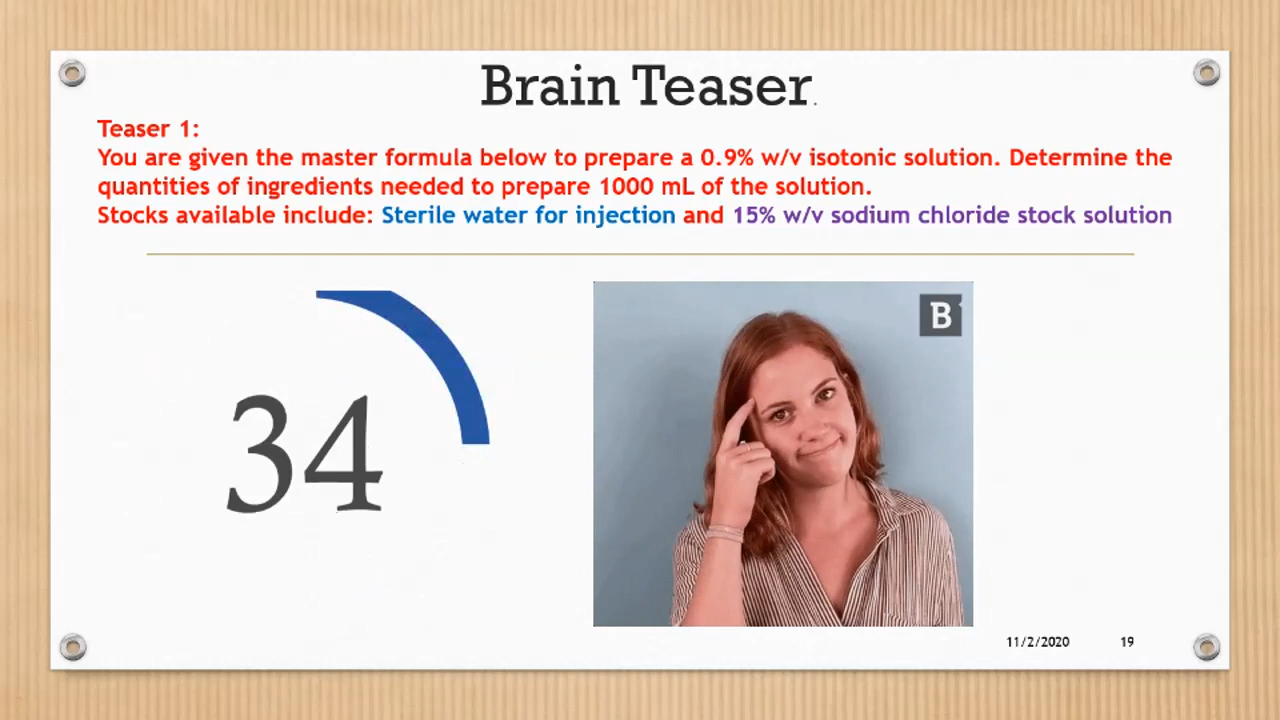 Brain Teaser.
Teaser 1:
You are given the master formula below to prepare a 0.9% w/v isotonic solution. Determine the
quantities of ingredients needed to prepare 1000 mL of the solution.
Stocks available include: Sterile water for injection and 15% w/v sodium chloride stock solution
34
B
11/2/2020 19